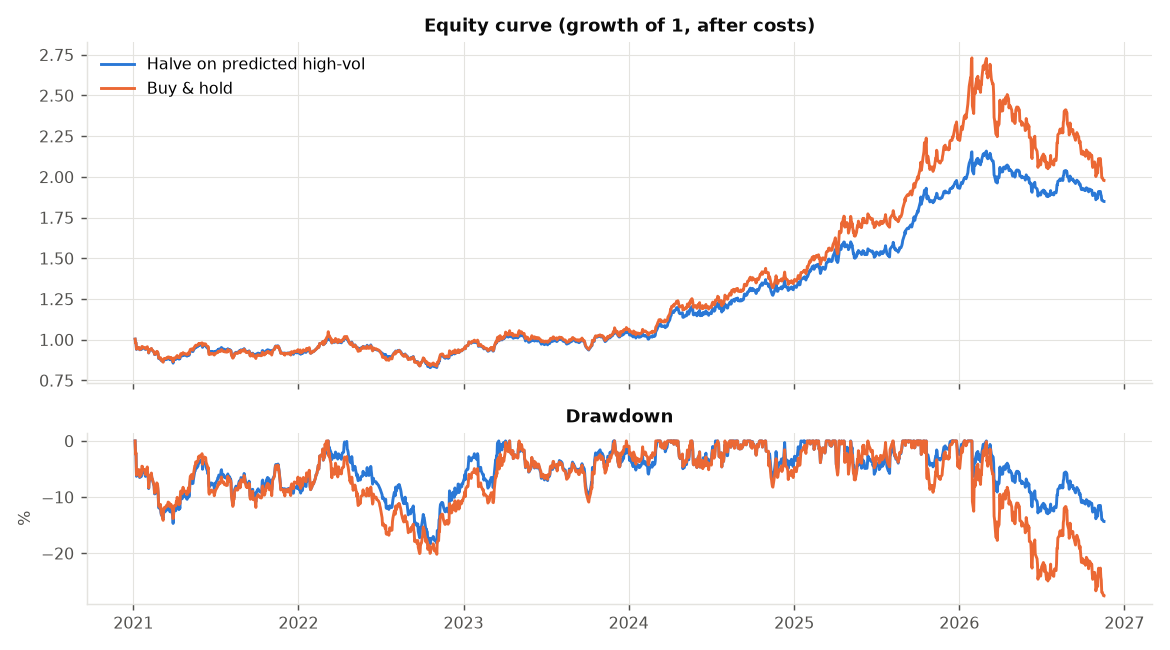 Equity curve (growth of 1, after costs)
Halve on predicted high-vol
Buy & hold
2.75
2.50
2.25
2.00
1.75
1.50
1.25
1.00
0.75
Drawdown
0
−10
−20
%
2021 2022 2023 2024 2025 2026 2027